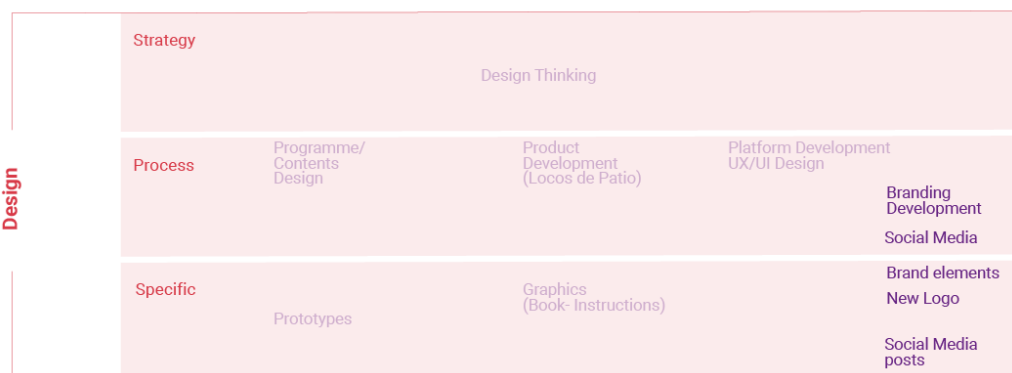 Design
Strategy
Design Thinking
Process
Programme/
Contents
Design
Product
Development
(Locos de Patio)
Platform Development
UX/UI Design
Branding
Development
Social Media
Specific
Prototypes
Graphics
(Book- Instructions)
Brand elements
New Logo
Social Media
posts